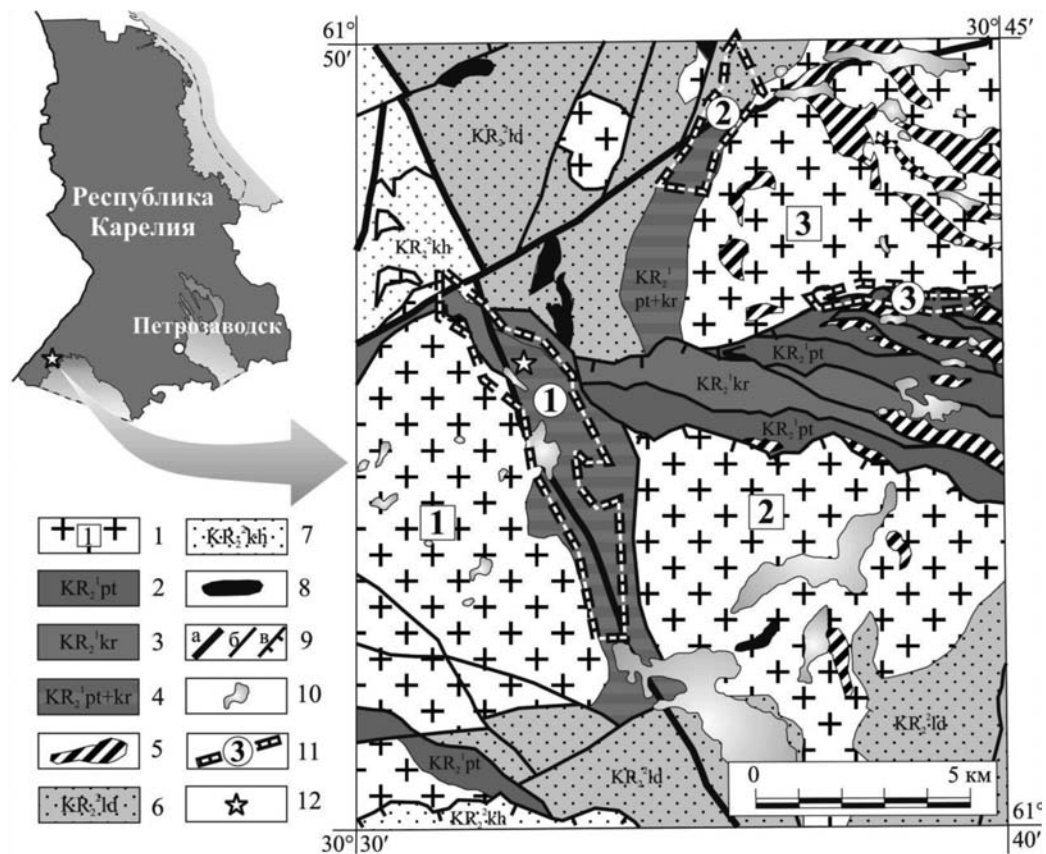 Республика
Карелия
Петрозаводск
61°
50'
30° 45'
KR₂²ld
2
3
KR₂²kh
KR₂¹
pt+kr
3
KR₂¹pt
KR₂¹kr
1
KR₂¹pt
1
2
KR₂²ld
KR₂¹pt
KR₂²ld
KR₂²kh
0 5 км
30° 30'
61°
40'
1 1
KR₂¹pt 2
KR₂¹kr 3
KR₂¹pt+kr 4
5
KR₂²ld 6
KR₂²kh 7
8
а б в 9
10
3 11
12